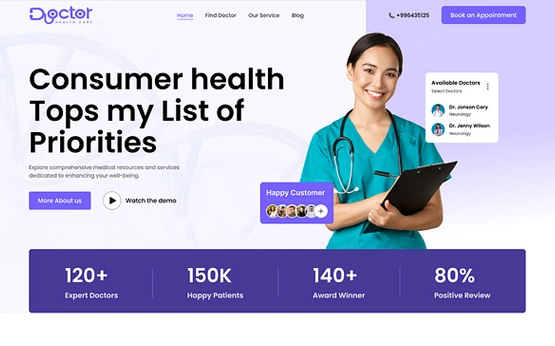 Doctor
HEALTH CARE
Home
Find Doctor
Our Service
Blog
+996435125
Book an Appointment
Consumer health
Tops my List of
Priorities
Explore comprehensive medical resources and services
dedicated to enhancing your well-being.
More About us
Watch the demo
Available Doctors
Select Doctors
Dr. Jonson Cary
Neurology
Dr. Jenny Wilson
Neurology
Happy Customer
+
120+
Expert Doctors
150K
Happy Patients
140+
Award Winner
80%
Positive Review